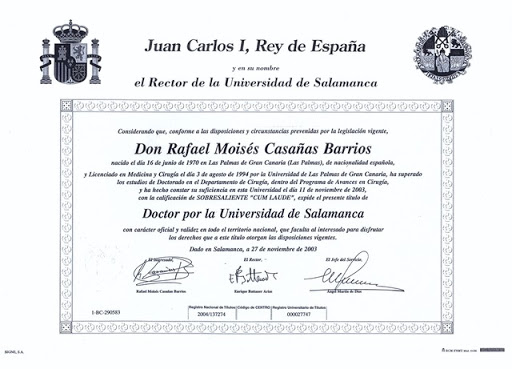 Juan Carlos I, Rey de España
y en su nombre
el Rector de la Universidad de Salamanca
Considerando que, conforme a las disposiciones y circunstancias prevenidas por la legislación vigente,
Don Rafael Moisés Casañas Barrios
nacido el día 16 de junio de 1970 en Las Palmas de Gran Canaria (Las Palmas), de nacionalidad española,
y Licenciado en Medicina y Cirugía el día 3 de agosto de 1994 por la Universidad de Las Palmas de Gran Canaria, ha superado
los estudios de Doctorado en el Departamento de Cirugía, dentro del Programa de Avances en Cirugía,
y ha hecho constar su suficiencia en esta Universidad el día 11 de noviembre de 2003,
con la calificación de SOBRESALIENTE "CUM LAUDE", expide el presente título de
Doctor por la Universidad de Salamanca
con carácter oficial y validez en todo el territorio nacional, que faculta al interesado para disfrutar
los derechos que a este título otorgan las disposiciones vigentes.
Dado en Salamanca, a 27 de noviembre de 2003
El Interesado, El Rector, El Jefe del Servicio,
Rafael Moisés Casañas Barrios Enrique Battaner Arias Angel Martín de Dios
1-BC-290583
Registro Nacional de Títulos Código de CENTRO Registro Universitario de Títulos
2004/137274 000027747
SIGNE, S.A.